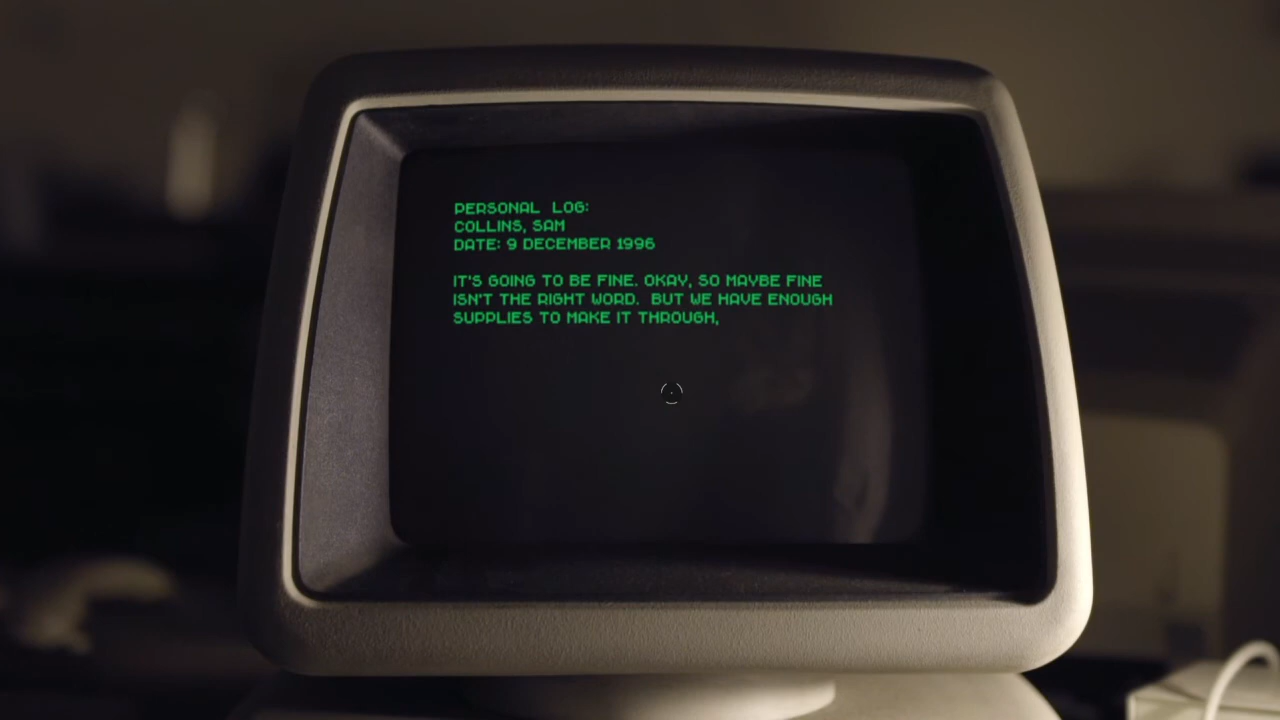 PERSONAL LOG:
COLLINS, SAM
DATE: 9 DECEMBER 1996
IT'S GOING TO BE FINE. OKAY, SO MAYBE FINE
ISN'T THE RIGHT WORD. BUT WE HAVE ENOUGH
SUPPLIES TO MAKE IT THROUGH,